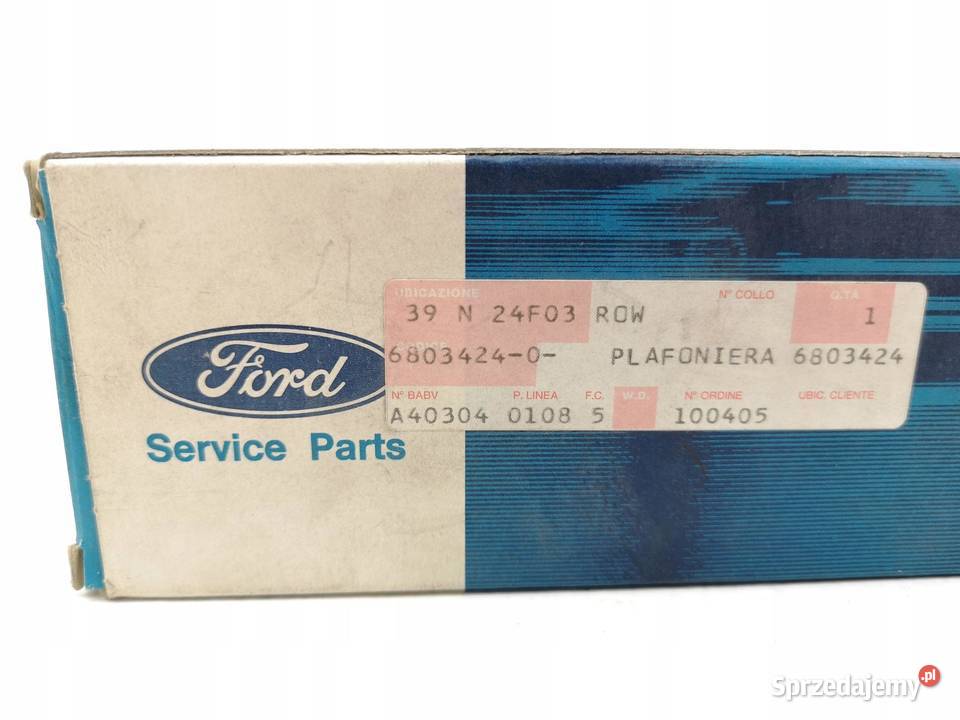 UBICAZIONE N° COLLO Q.TA
39 N 24F03 ROW 1
6803424-0- PLAFONIERA 6803424
N° BABV P. LINEA F.C. W.D. N° ORDINE UBIC. CLIENTE
A40304 0108 5 100405
Ford
Service Parts
Sprzedajemy.pl